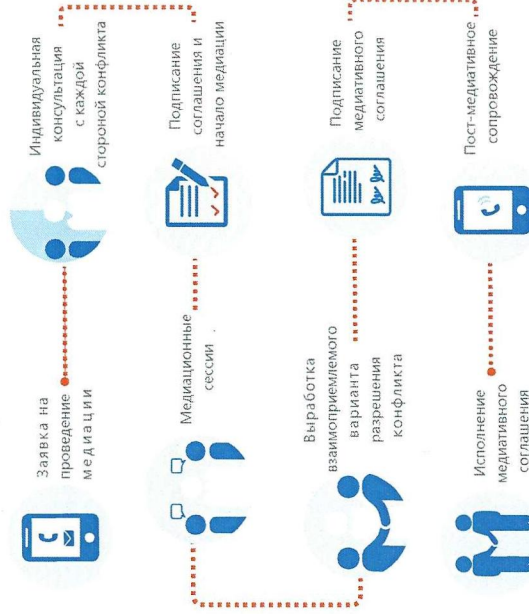 Заявка на
проведение
медиации
Индивидуальная
консультация
с каждой
стороной конфликта
Подписание
соглашения и
начало медиации
Медиационные
сессии
Выработка
взаимоприемлемого
варианта
разрешения
конфликта
Подписание
медиативного
соглашения
Пост-медиативное
сопровождение
Исполнение
медиативного
соглашения